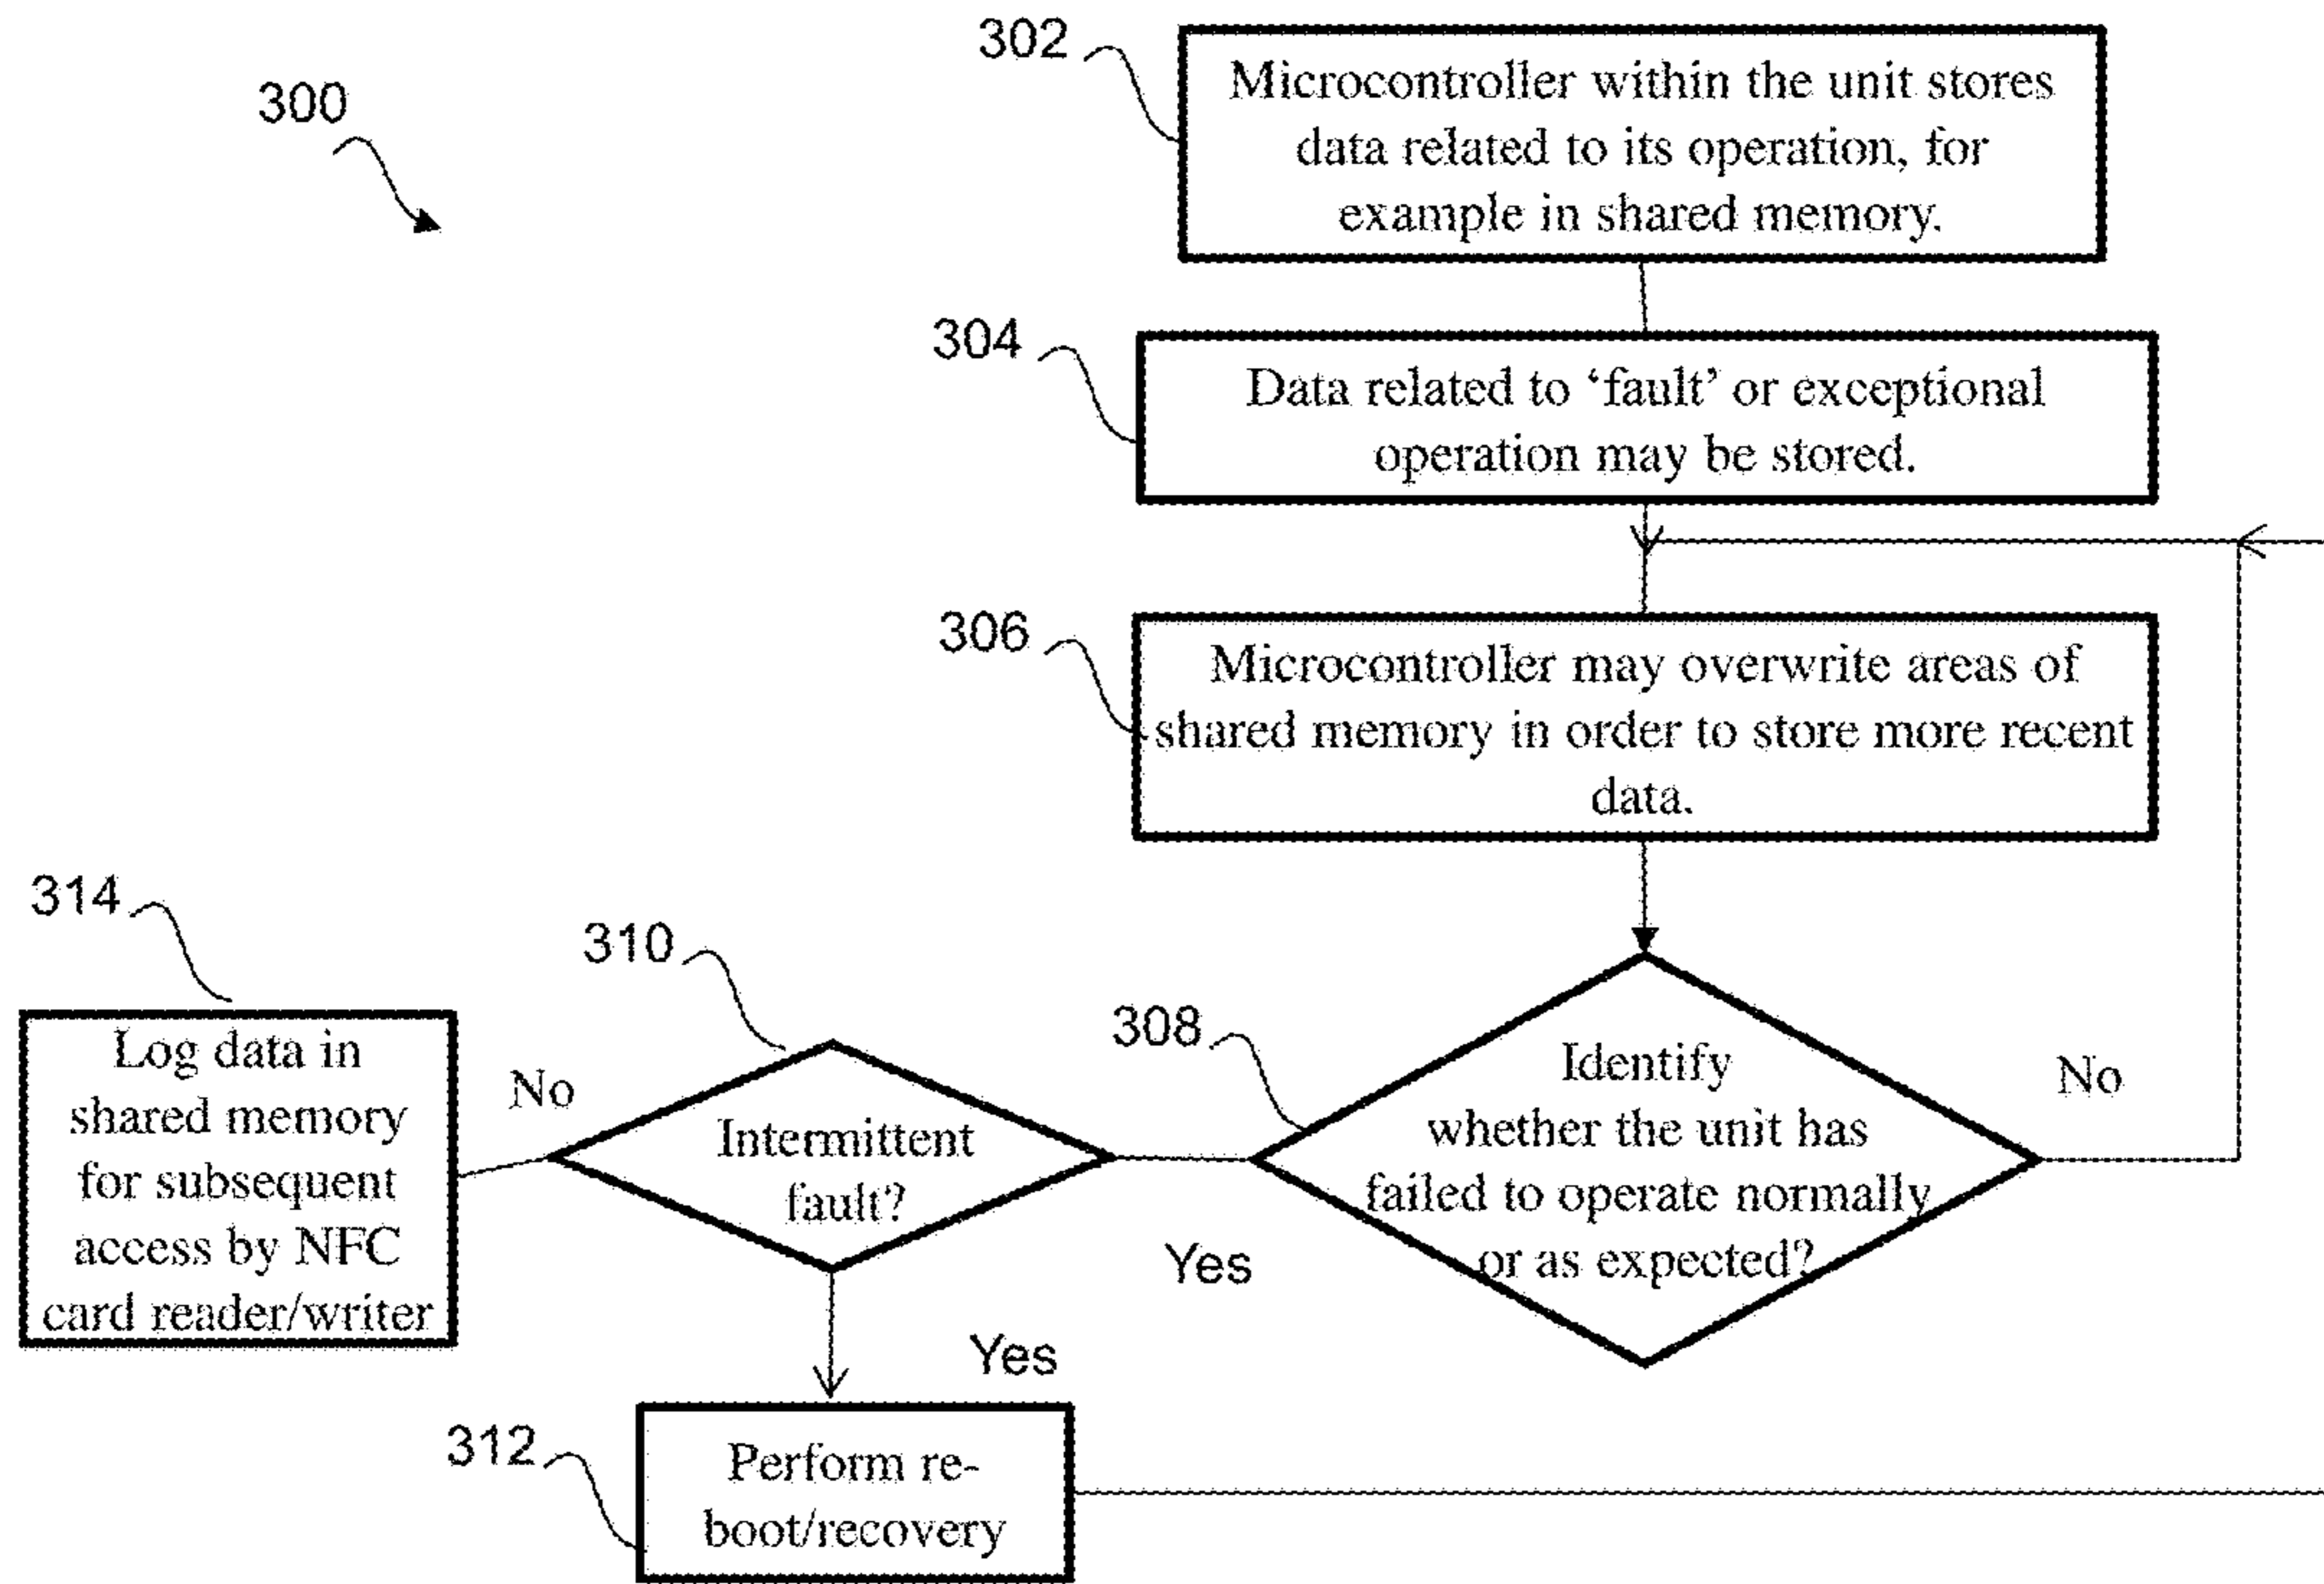 300
302
Microcontroller within the unit stores
data related to its operation, for
example in shared memory.
304
Data related to ‘fault’ or exceptional
operation may be stored.
306
Microcontroller may overwrite areas of
shared memory in order to store more recent
data.
308
Identify
whether the unit has
failed to operate normally
or as expected?
No
Yes
310
Intermittent
fault?
No
Yes
314
Log data in
shared memory
for subsequent
access by NFC
card reader/writer
312
Perform re-
boot/recovery